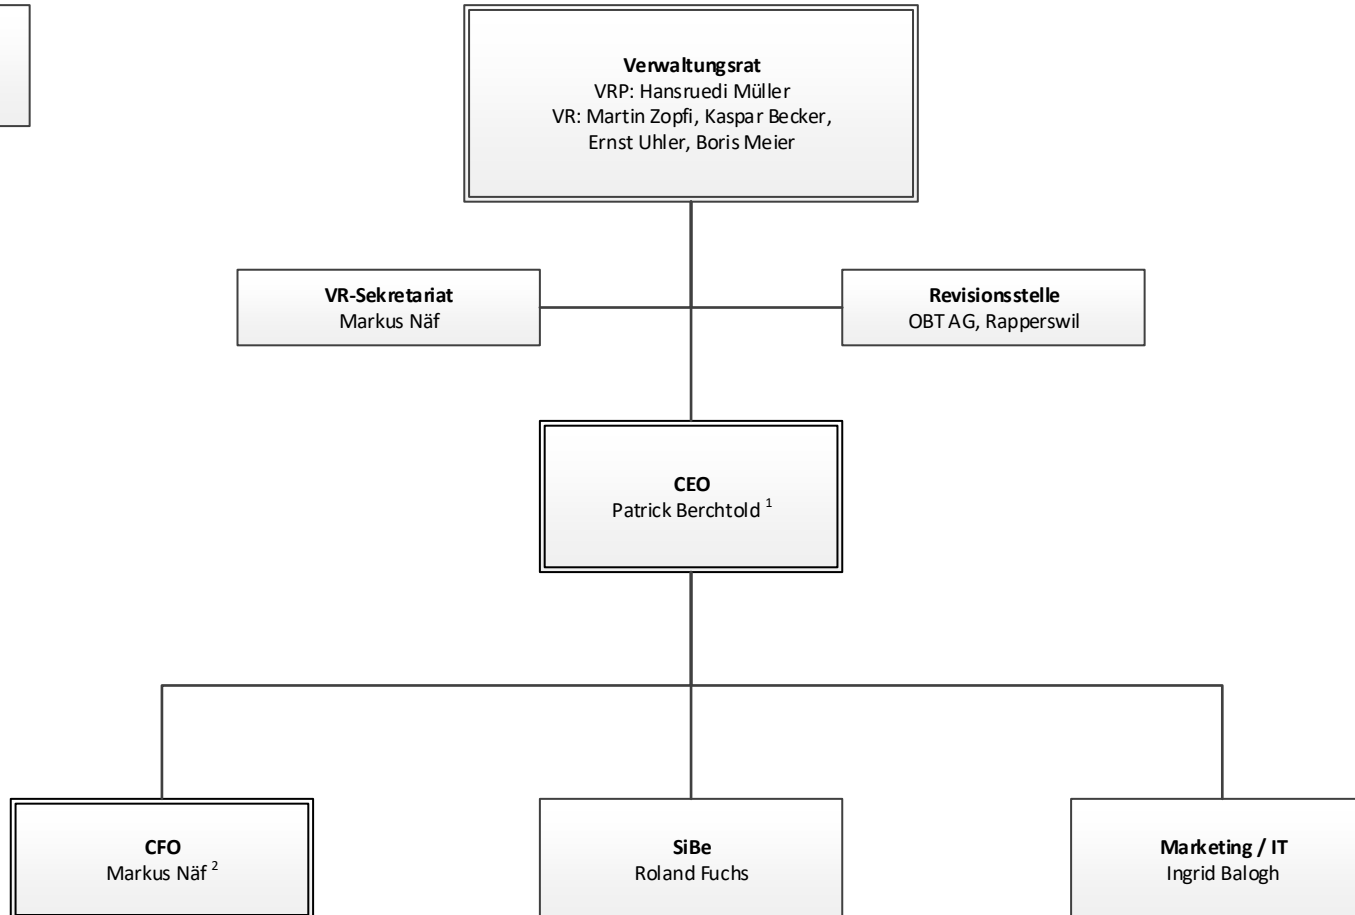 Verwaltungsrat
VRP: Hansruedi Müller
VR: Martin Zopfi, Kaspar Becker,
Ernst Uhler, Boris Meier
VR-Sekretariat
Markus Näf
Revisionsstelle
OBT AG, Rapperswil
CEO
Patrick Berchtold ¹
CFO
Markus Näf ²
SiBe
Roland Fuchs
Marketing / IT
Ingrid Balogh